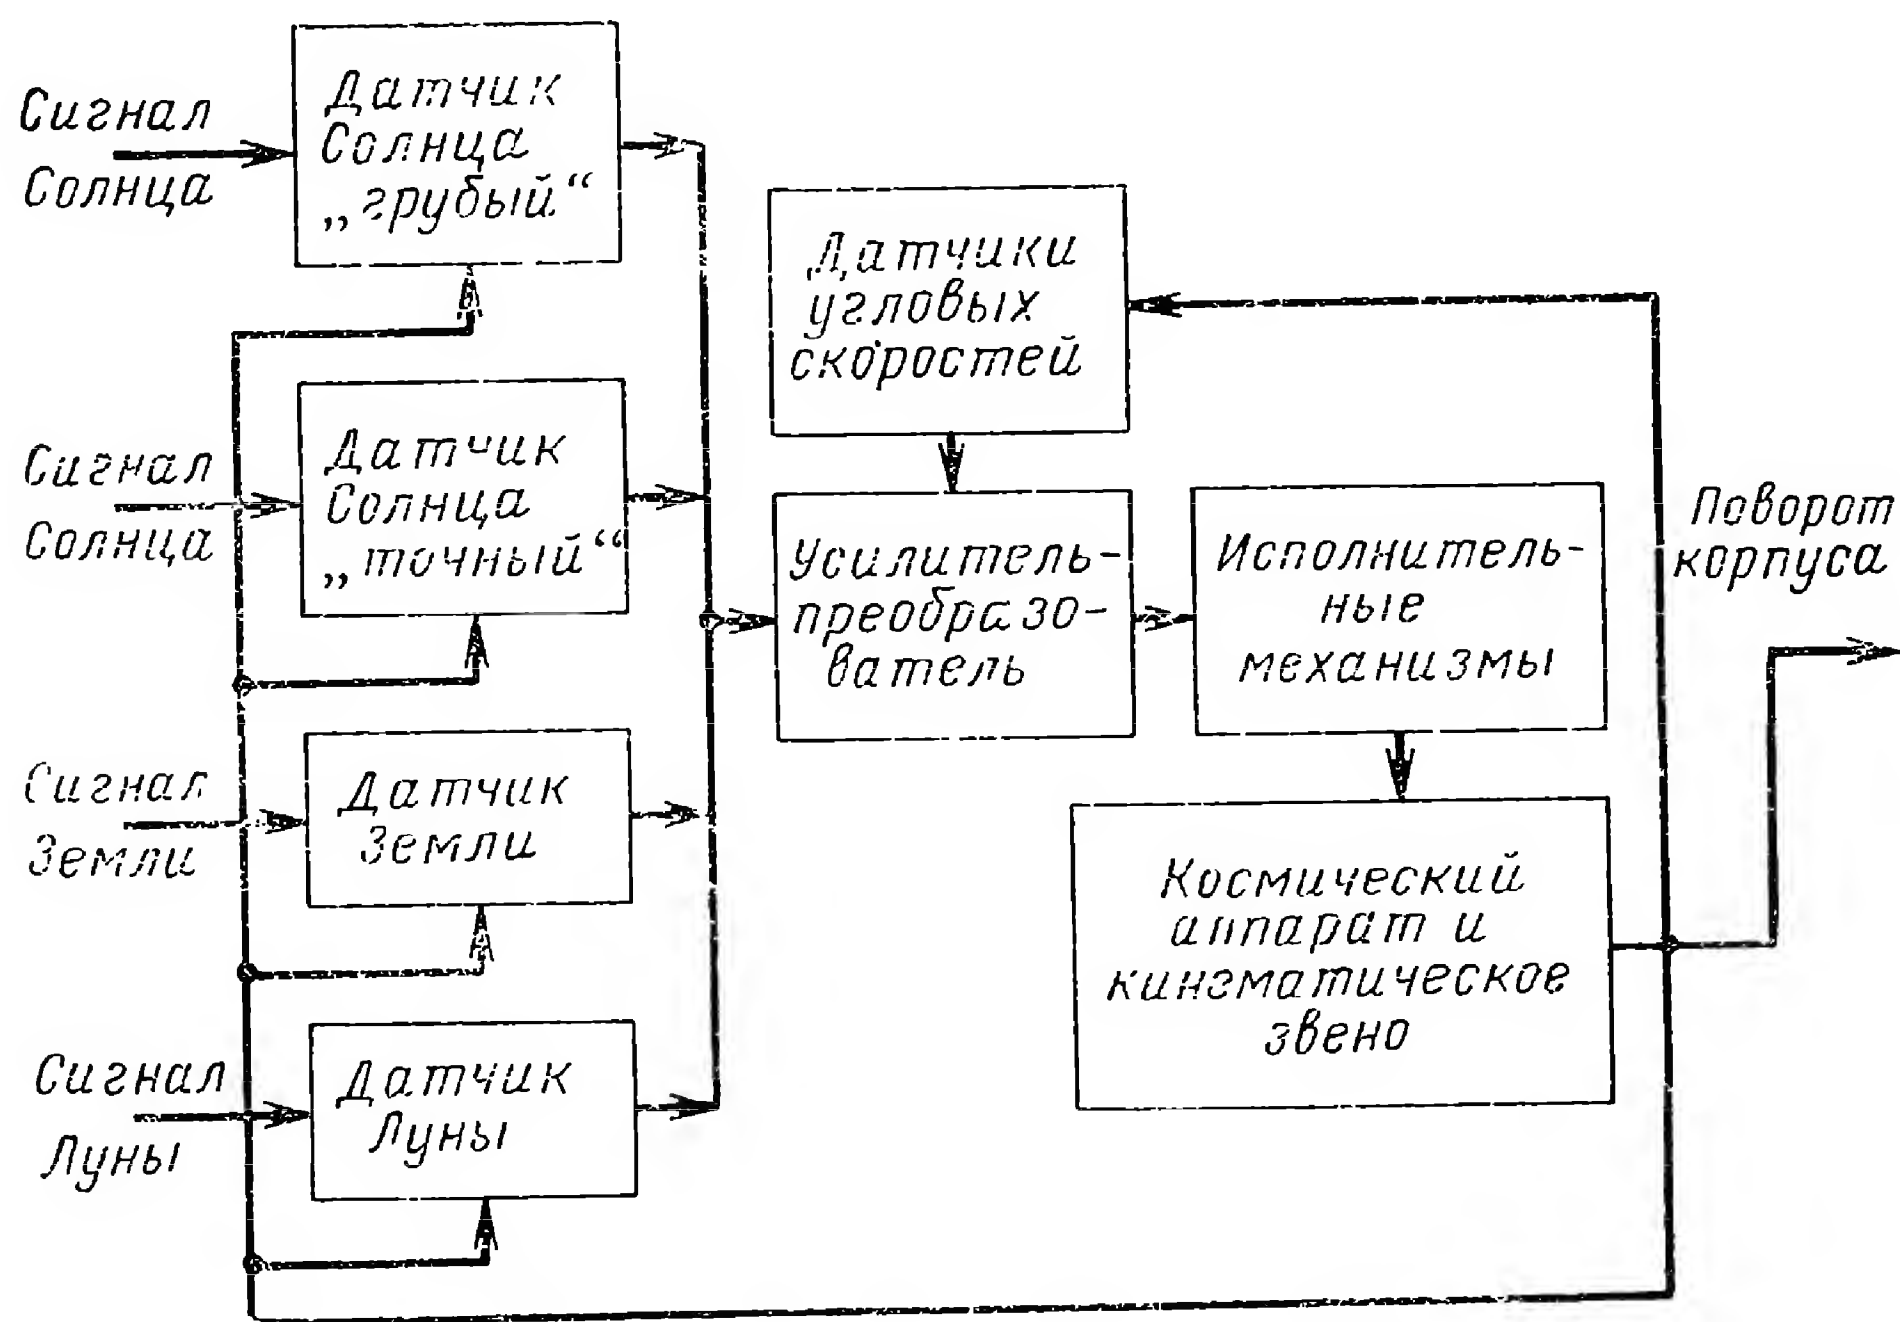 Сигнал
Солнца
Датчик
Солнца
„грубый“
Сигнал
Солнца
Датчик
Солнца
„точный“
Сигнал
Земли
Датчик
Земли
Сигнал
Луны
Датчик
Луны
Датчики
угловых
скоростей
Усилитель-
преобразо-
ватель
Исполнитель-
ные
механизмы
Космический
аппарат и
кинематическое
звено
Поворот
корпуса